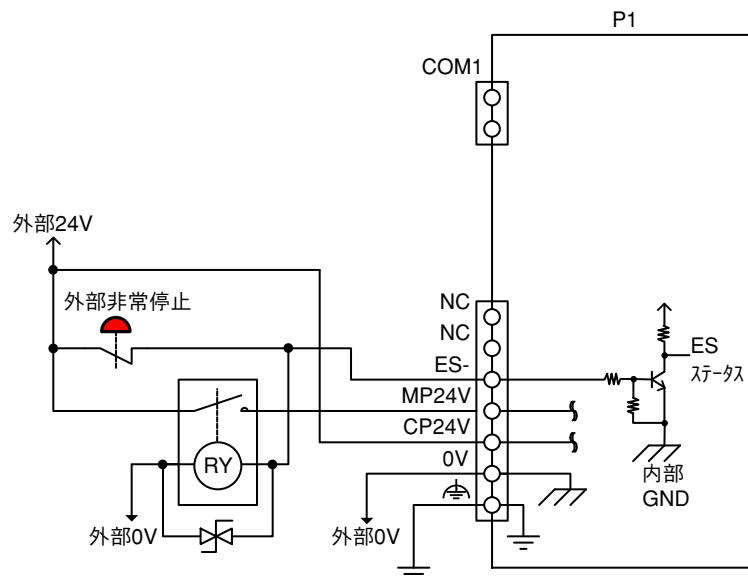 P1
COM1
外部24V
外部非常停止
NC
NC
ES-
MP24V
CP24V
0V
RY
外部0V
外部0V
ES
ステータス
内部
GND